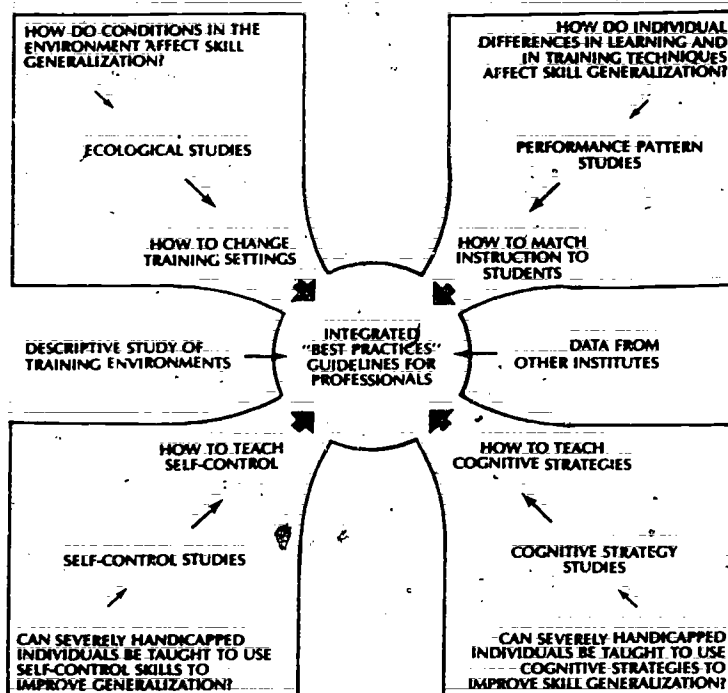 HOW DO CONDITIONS IN THE
ENVIRONMENT AFFECT SKILL
GENERALIZATION?
ECOLOGICAL STUDIES
HOW TO CHANGE
TRAINING SETTINGS
HOW DO INDIVIDUAL
DIFFERENCES IN LEARNING AND
IN TRAINING TECHNIQUES
AFFECT SKILL GENERALIZATION?
PERFORMANCE PATTERN
STUDIES
HOW TO MATCH
INSTRUCTION TO
STUDENTS
DESCRIPTIVE STUDY OF
TRAINING ENVIRONMENTS
INTEGRATED
"BEST PRACTICES"
GUIDELINES FOR
PROFESSIONALS
DATA FROM
OTHER INSTITUTES
HOW TO TEACH
SELF-CONTROL
SELF-CONTROL STUDIES
CAN SEVERELY HANDICAPPED
INDIVIDUALS BE TAUGHT TO USE
SELF-CONTROL SKILLS TO
IMPROVE GENERALIZATION?
HOW TO TEACH
COGNITIVE STRATEGIES
COGNITIVE STRATEGY
STUDIES
CAN SEVERELY HANDICAPPED
INDIVIDUALS BE TAUGHT TO USE
COGNITIVE STRATEGIES TO
IMPROVE SKILL GENERALIZATION?